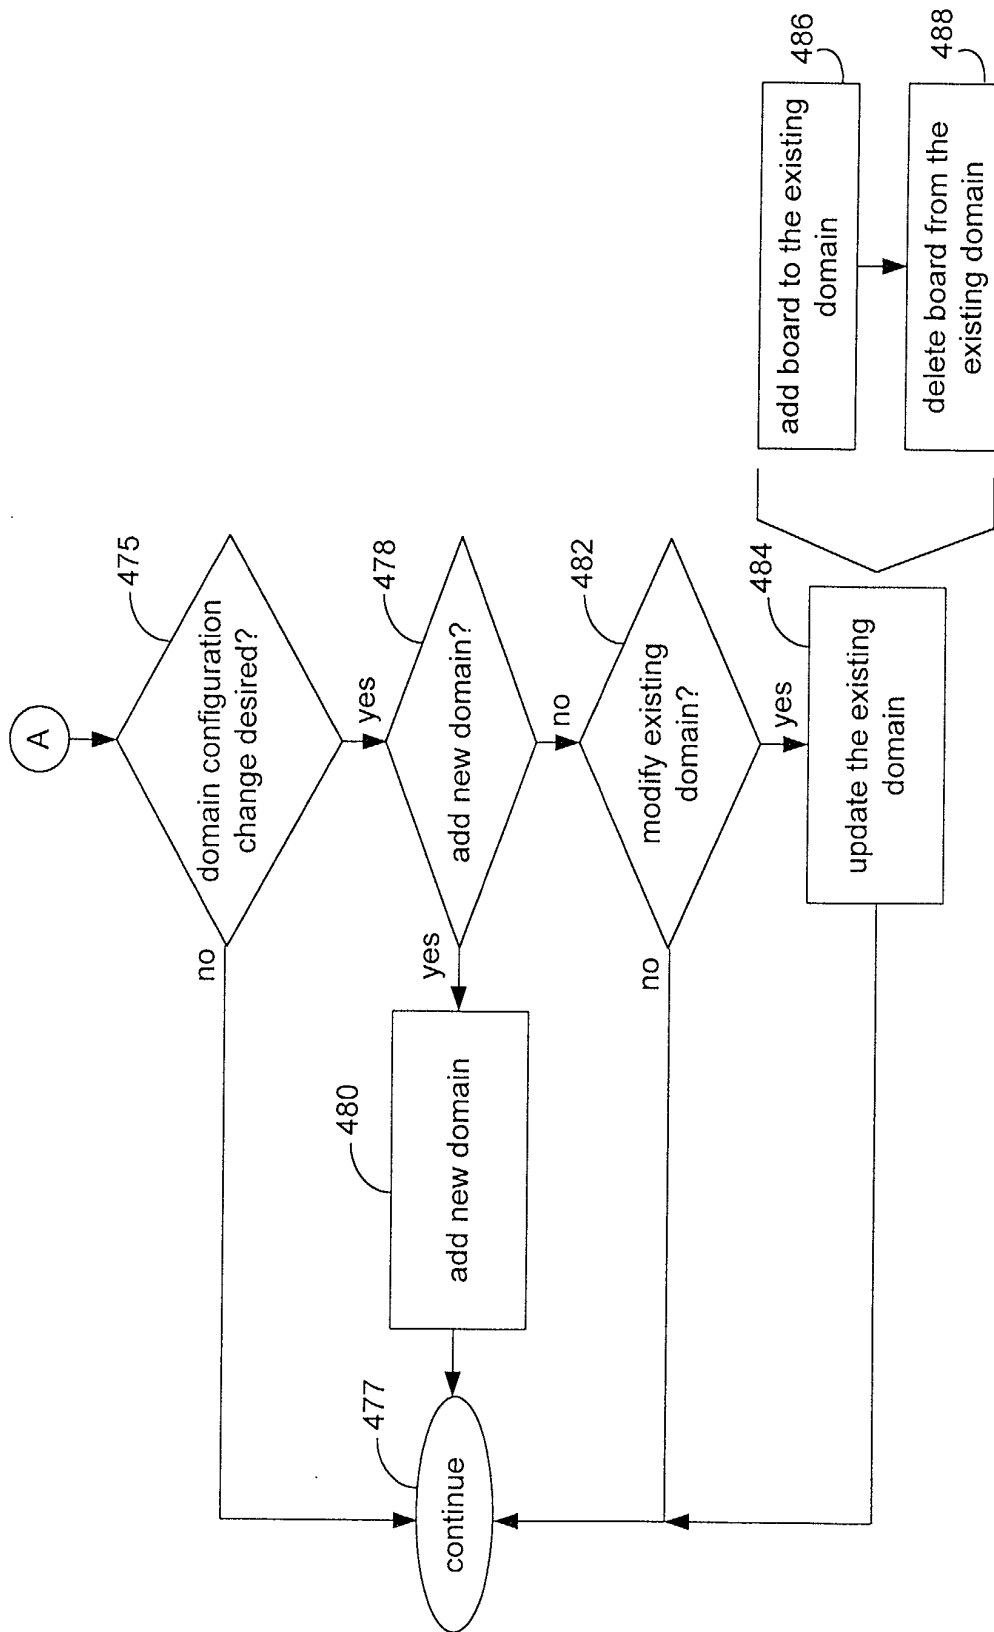 A
475
domain configuration
change desired?
no
yes
478
add new domain?
yes
no
480
add new domain
477
continue
482
modify existing
domain?
no
yes
484
update the existing
domain
486
add board to the existing
domain
488
delete board from the
existing domain